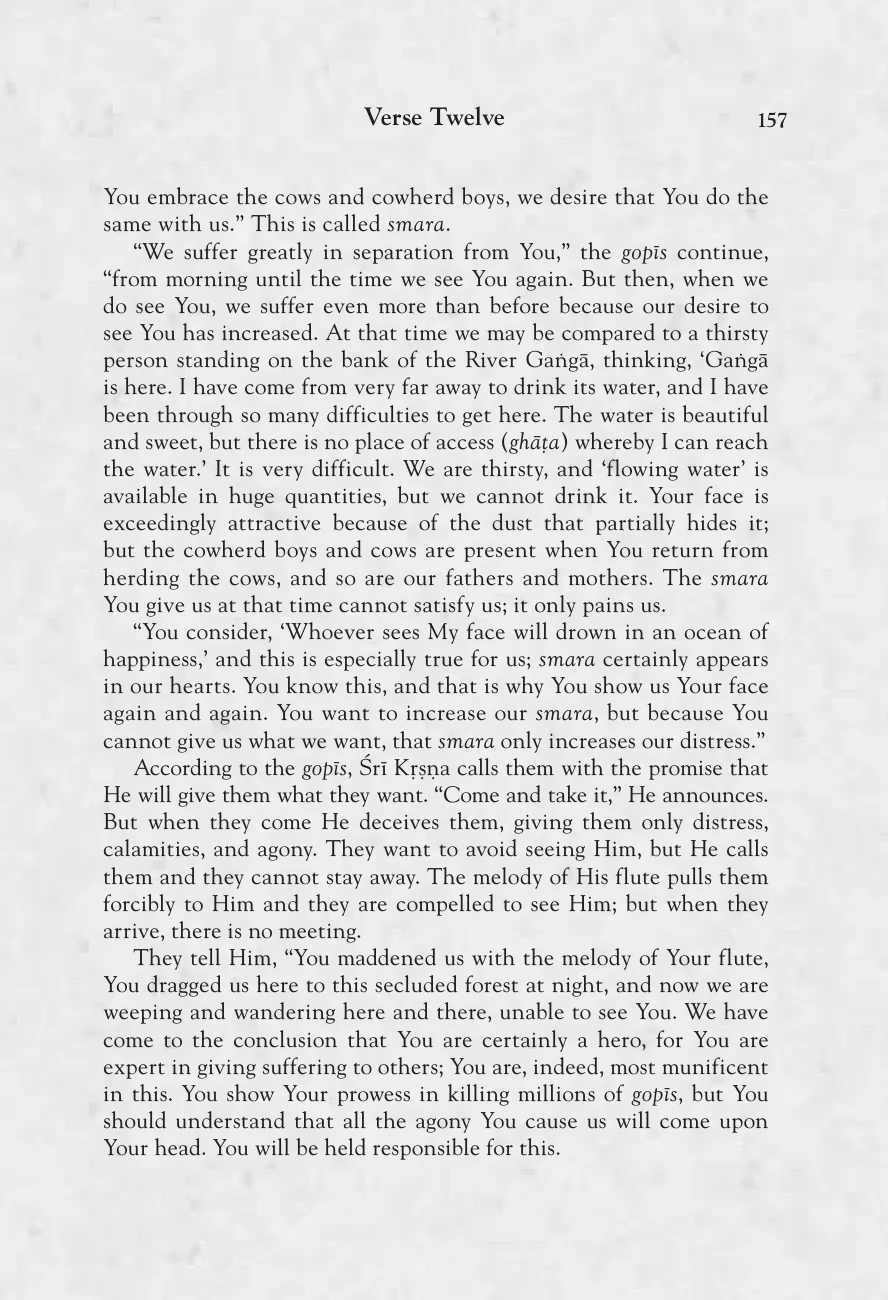 Verse Twelve 157
You embrace the cows and cowherd boys, we desire that You do the
same with us.” This is called smara.
“We suffer greatly in separation from You,” the gopīs continue,
“from morning until the time we see You again. But then, when we
do see You, we suffer even more than before because our desire to
see You has increased. At that time we may be compared to a thirsty
person standing on the bank of the River Gaṅgā, thinking, ‘Gaṅgā
is here. I have come from very far away to drink its water, and I have
been through so many difficulties to get here. The water is beautiful
and sweet, but there is no place of access (ghāṭa) whereby I can reach
the water.’ It is very difficult. We are thirsty, and ‘flowing water’ is
available in huge quantities, but we cannot drink it. Your face is
exceedingly attractive because of the dust that partially hides it;
but the cowherd boys and cows are present when You return from
herding the cows, and so are our fathers and mothers. The smara
You give us at that time cannot satisfy us; it only pains us.
“You consider, ‘Whoever sees My face will drown in an ocean of
happiness,’ and this is especially true for us; smara certainly appears
in our hearts. You know this, and that is why You show us Your face
again and again. You want to increase our smara, but because You
cannot give us what we want, that smara only increases our distress.”
According to the gopīs, Śrī Kṛṣṇa calls them with the promise that
He will give them what they want. “Come and take it,” He announces.
But when they come He deceives them, giving them only distress,
calamities, and agony. They want to avoid seeing Him, but He calls
them and they cannot stay away. The melody of His flute pulls them
forcibly to Him and they are compelled to see Him; but when they
arrive, there is no meeting.
They tell Him, “You maddened us with the melody of Your flute,
You dragged us here to this secluded forest at night, and now we are
weeping and wandering here and there, unable to see You. We have
come to the conclusion that You are certainly a hero, for You are
expert in giving suffering to others; You are, indeed, most munificent
in this. You show Your prowess in killing millions of gopīs, but You
should understand that all the agony You cause us will come upon
Your head. You will be held responsible for this.